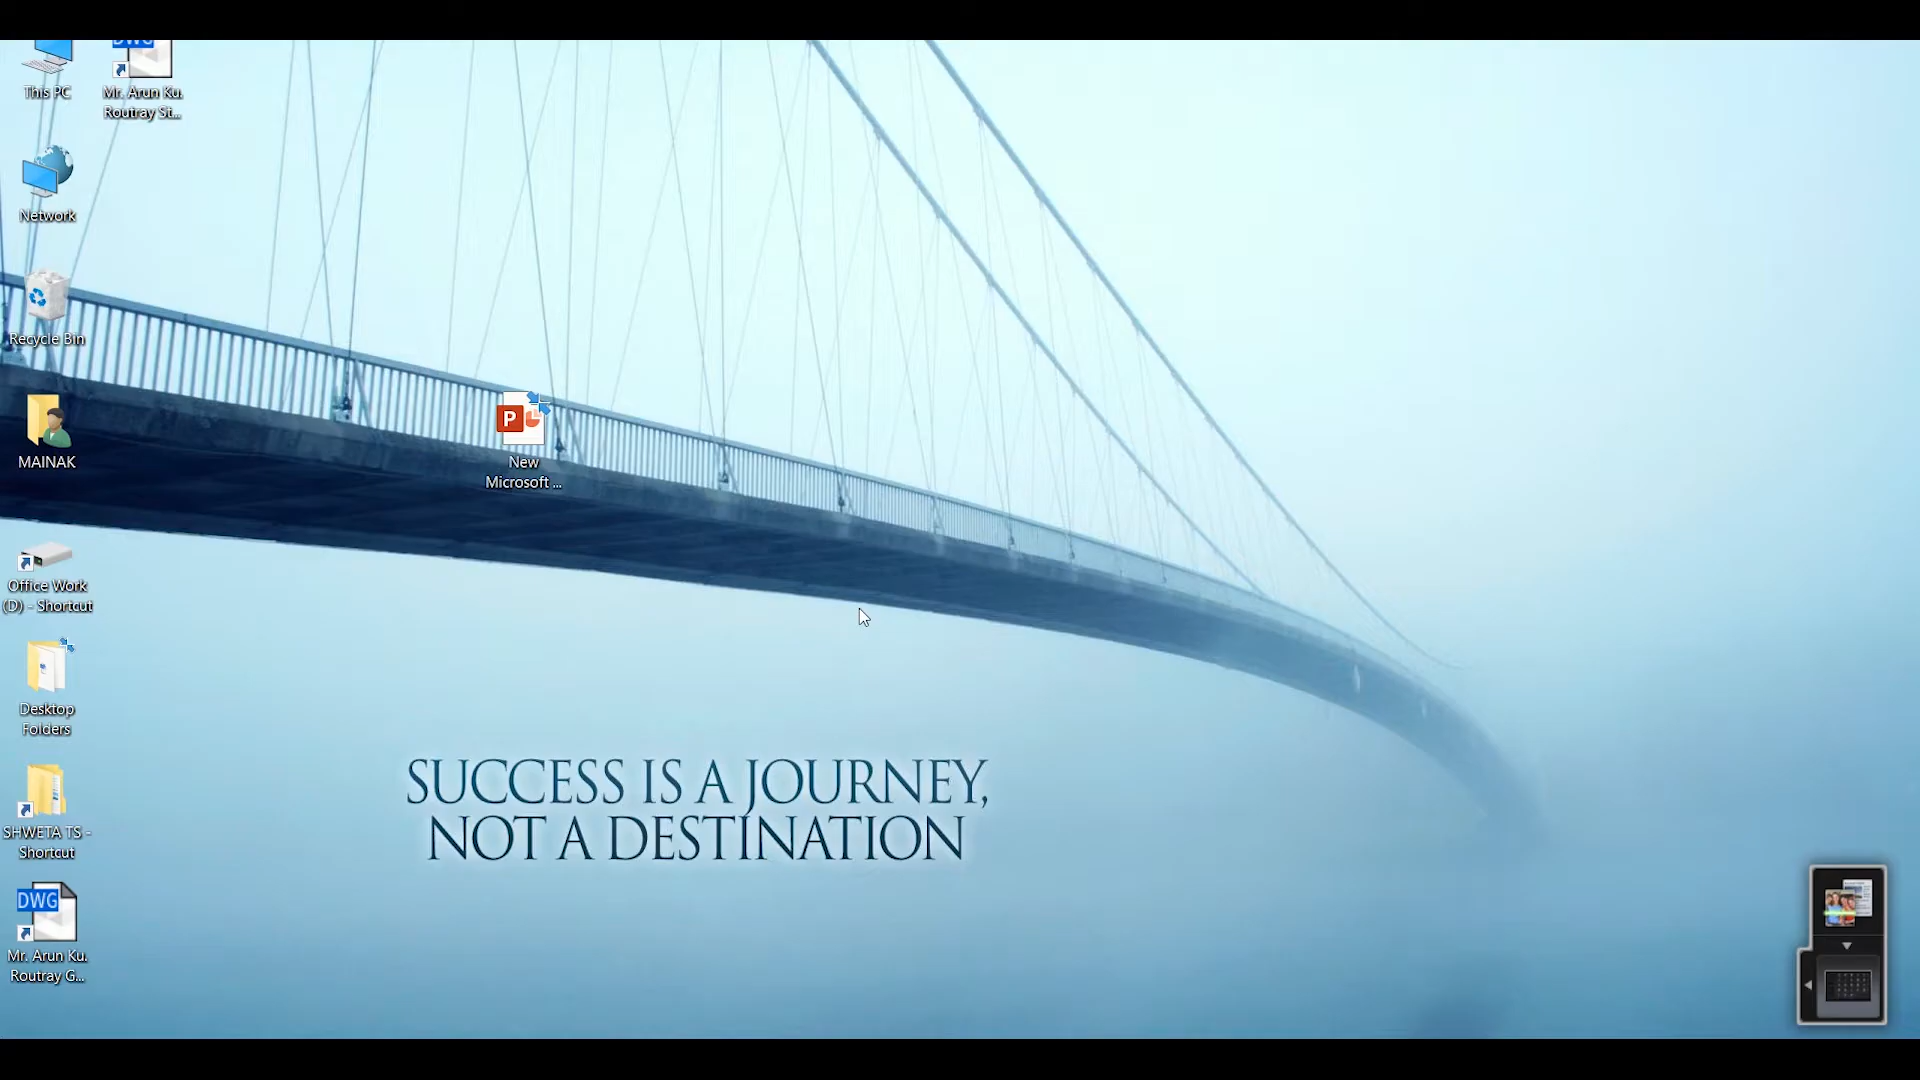 This PC
DWG
Mr. Arun Ku.
Routray St...
Network
Recycle Bin
MAINAK
P
New
Microsoft ...
Office Work
(D) - Shortcut
Desktop
Folders
SHWETA TS -
Shortcut
DWG
Mr. Arun Ku.
Routray G...
SUCCESS IS A JOURNEY,
NOT A DESTINATION